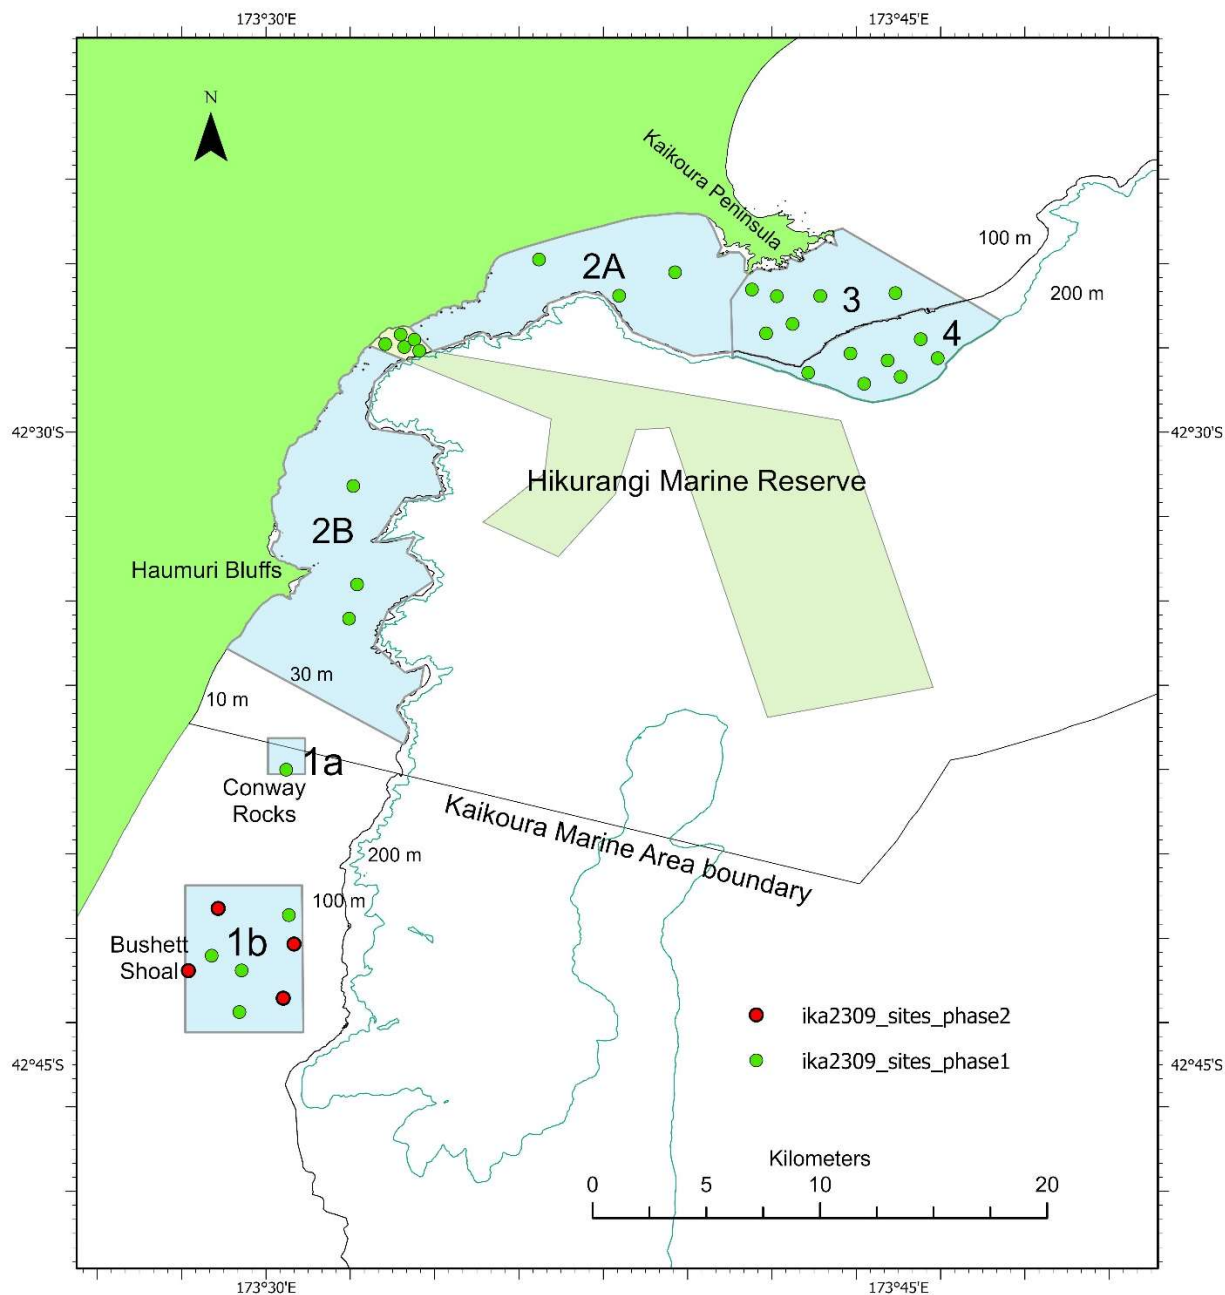 173°30'E 173°45'E
N
Kaikoura Peninsula
100 m
2A
200 m
3
4
42°30'S 42°30'S
Hikurangi Marine Reserve
2B
Haumuri Bluffs
30 m
10 m
1a
Conway
Rocks
Kaikoura Marine Area boundary
200 m
100 m
Bushett
Shoal
1b
ika2309_sites_phase2
ika2309_sites_phase1
42°45'S 42°45'S
Kilometers
0 5 10 20
173°30'E 173°45'E